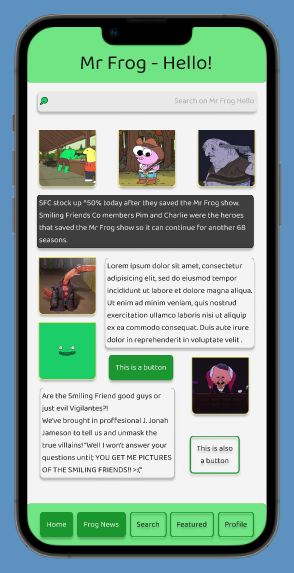 Mr Frog - Hello!
Search on Mr Frog Hello
SFC stock up ^50% today after they saved the Mr Frog show.
Smiling Friends Co members Pim and Charlie were the heroes
that saved the Mr Frog show so it can continue for another 68
seasons.
Lorem ipsum dolor sit amet, consectetur
adipisicing elit, sed do eiusmod tempor
incididunt ut labore et dolore magna aliqua.
Ut enim ad minim veniam, quis nostrud
exercitation ullamco laboris nisi ut aliquip
ex ea commodo consequat. Duis aute irure
dolor in reprehenderit in voluptate velit .
This is a button
Are the Smiling Friend good guys or
just evil Vigilantes?!
We've brought in proffesional J. Jonah
Jameson to tell us and unmask the
true villains! "Well I won't answer your
questions until; YOU GET ME PICTURES
OF THE SMILING FRIENDS!! >:("
This is also
a button
Home
Frog News
Search
Featured
Profile